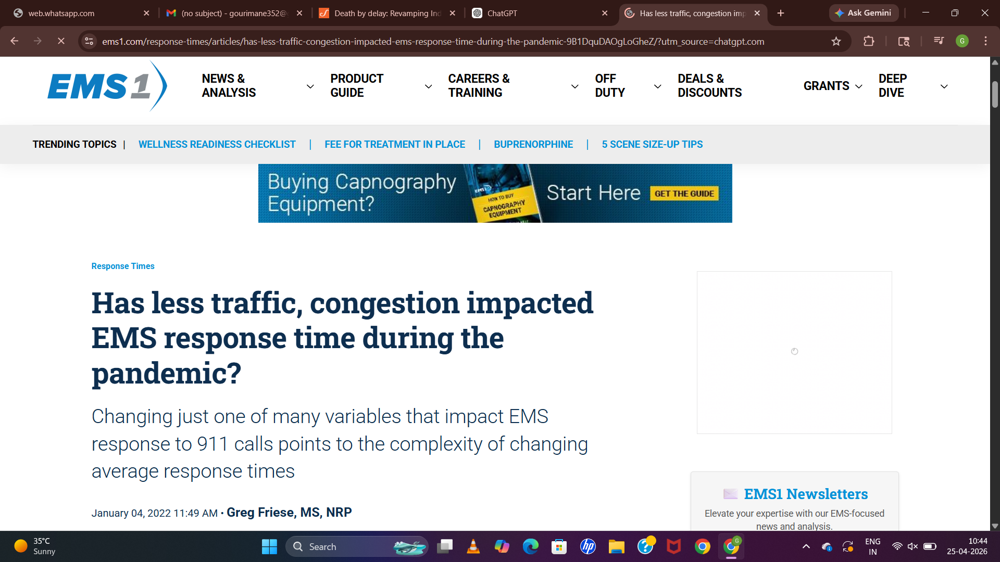 web.whatsapp.com
(no subject) - gourimane352@
Death by delay: Revamping Ind
ChatGPT
Has less traffic, congestion imp
Ask Gemini
ems1.com/response-times/articles/has-less-traffic-congestion-impacted-ems-response-time-during-the-pandemic-9B1DquDAOgLoGheZ/?utm_source=chatgpt.com
G
EMS1
NEWS &
ANALYSIS
PRODUCT
GUIDE
CAREERS &
TRAINING
OFF
DUTY
DEALS &
DISCOUNTS
GRANTS
DEEP
DIVE
TRENDING TOPICS | WELLNESS READINESS CHECKLIST | FEE FOR TREATMENT IN PLACE | BUPRENORPHINE | 5 SCENE SIZE-UP TIPS
Buying Capnography
Equipment?
EMS1
HOW TO BUY
CAPNOGRAPHY
EQUIPMENT
Start Here
GET THE GUIDE
Response Times
Has less traffic, congestion impacted
EMS response time during the
pandemic?
Changing just one of many variables that impact EMS
response to 911 calls points to the complexity of changing
average response times
January 04, 2022 11:49 AM • Greg Friese, MS, NRP
EMS1 Newsletters
Elevate your expertise with our EMS-focused
news and analysis.
35°C
Sunny
Search
hp
G
ENG
IN
10:44
25-04-2026